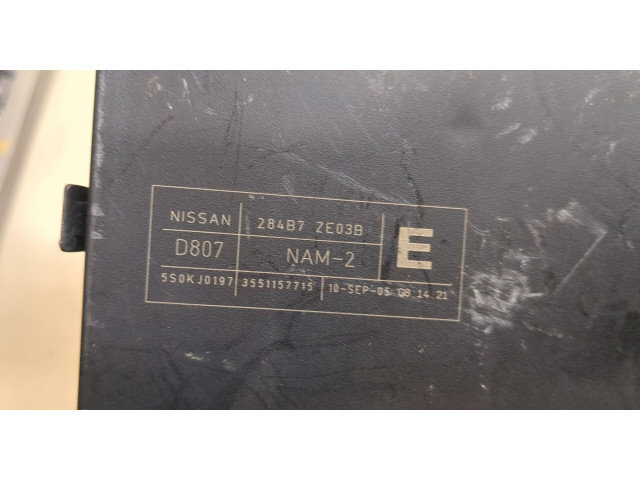 NISSAN 284B7 ZE03B E
D807 NAM-2
5S0KJ0197 3551157715 10-SEP-05 08 14 21